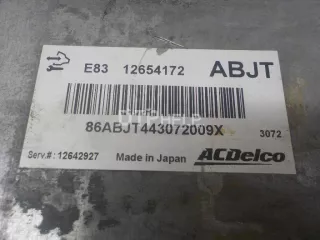 E83 12654172 ABJT
86ABJT443072009X
3072
Serv.#: 12642927 Made in Japan ACDelco